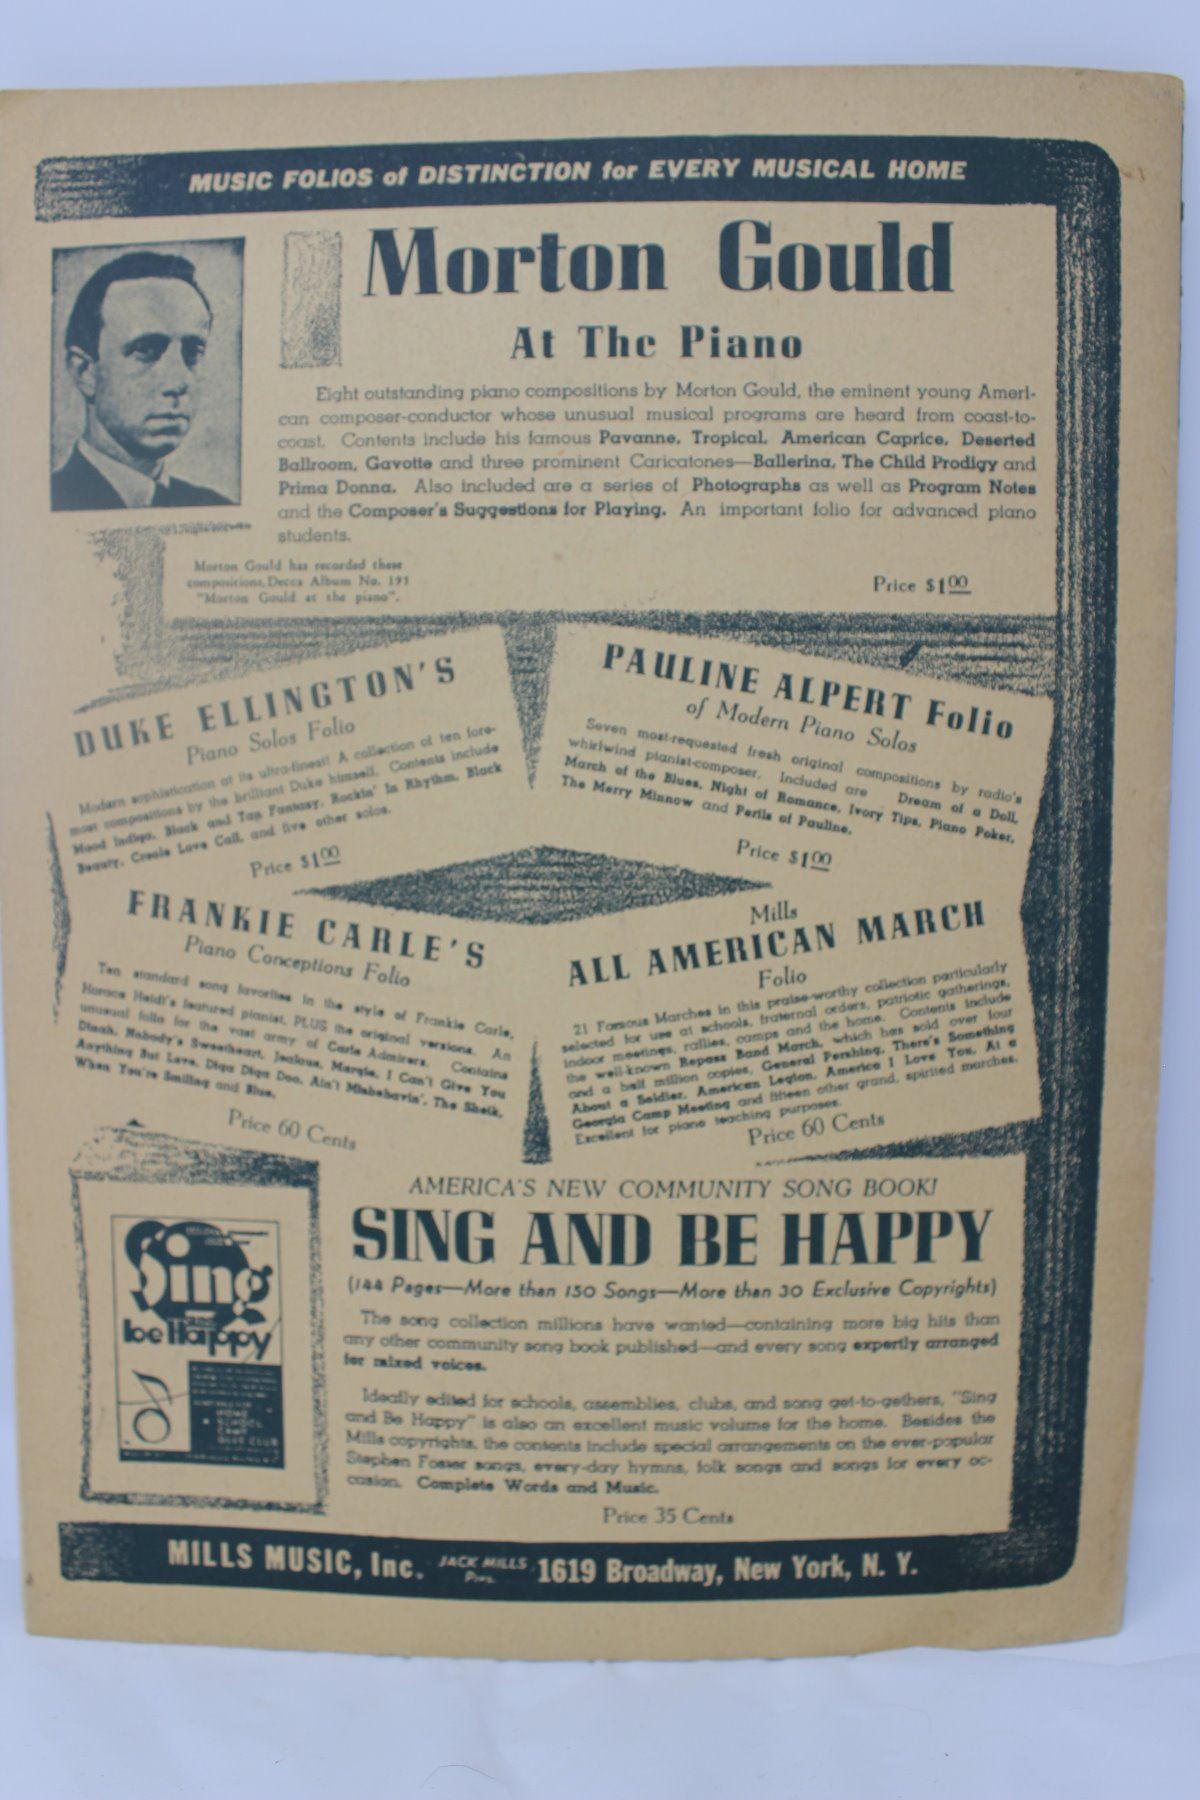 MUSIC FOLIOS of DISTINCTION for EVERY MUSICAL HOME
Morton Gould
At The Piano
Eight outstanding piano compositions by Morton Gould, the eminent young Ameri-
can composer-conductor whose unusual musical programs are heard from coast-to-
coast. Contents include his famous Pavanne, Tropical, American Caprice, Deserted
Ballroom, Gavotte and three prominent Caricatones—Ballerina, The Child Prodigy and
Prima Donna. Also included are a series of Photographs as well as Program Notes
and the Composer's Suggestions for Playing. An important folio for advanced piano
students.
Morton Gould has recorded these
compositions, Decca Album No. 191
"Morton Gould at the piano".
Price $1.00
DUKE ELLINGTON'S
Piano Solos Folio
Modern sophistication at its ultra-finest! A collection of ten fore-
most compositions by the brilliant Duke himself. Contents include
Mood Indigo, Black and Tan Fantasy, Rockin' In Rhythm, Black
Beauty, Creole Love Call, and five other solos.
Price $1.00
PAULINE ALPERT Folio
of Modern Piano Solos
Seven most-requested fresh original compositions by radio's
whirlwind pianist-composer. Included are Dream of a Doll,
March of the Blues, Night of Romance, Ivory Tips, Piano Poker,
The Merry Minnow and Perils of Pauline.
Price $1.00
FRANKIE CARLE'S
Piano Conceptions Folio
Ten standard song favorites in the style of Frankie Carle,
Horace Heidt's featured pianist, PLUS the original versions. An
unusual folio for the vast army of Carle Admirers. Contains
Dinah, Nobody's Sweetheart, Jealous, Margie, I Can't Give You
Anything But Love, Diga Diga Doo, Ain't Misbehavin', The Sheik,
When You're Smiling and Blue.
Price 60 Cents
Mills
ALL AMERICAN MARCH
Folio
21 Famous Marches in this praise-worthy collection particularly
selected for use at schools, fraternal orders, patriotic gatherings,
indoor meetings, rallies, camps and the home. Contents include
the well-known Repasz Band March, which has sold over four
and a half million copies, General Pershing, There's Something
About a Soldier, American Legion, America I Love You, At a
Georgia Camp Meeting and fifteen other grand, spirited marches.
Excellent for piano teaching purposes.
Price 60 Cents
Sing
and
be Happy
HOME
SCHOOL
CAMP
GLEE CLUB
AMERICA'S NEW COMMUNITY SONG BOOK!
SING AND BE HAPPY
(144 Pages—More than 150 Songs—More than 30 Exclusive Copyrights)
The song collection millions have wanted—containing more big hits than
any other community song book published—and every song expertly arranged
for mixed voices.
Ideally edited for schools, assemblies, clubs, and song get-to-gethers, "Sing
and Be Happy" is also an excellent music volume for the home. Besides the
Mills copyrights, the contents include special arrangements on the ever-popular
Stephen Foster songs, every-day hymns, folk songs and songs for every oc-
casion. Complete Words and Music.
Price 35 Cents
MILLS MUSIC, Inc. JACK MILLS Pres. 1619 Broadway, New York, N. Y.